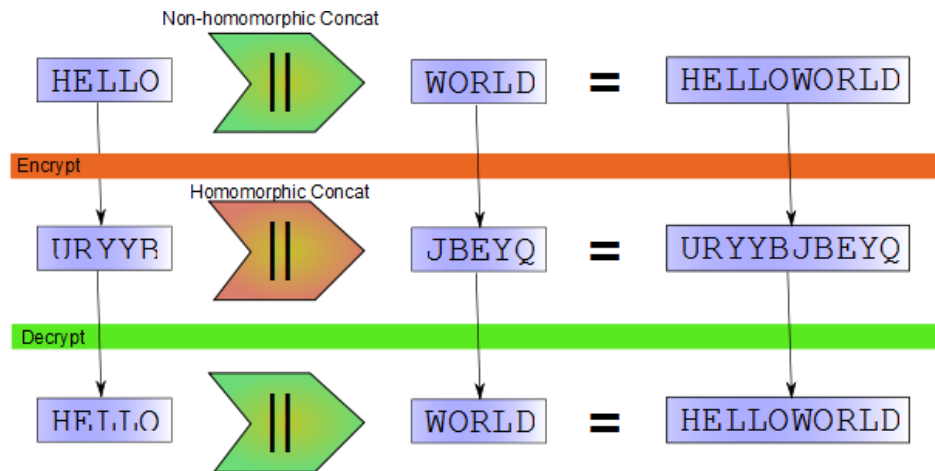 Non-homomorphic Concat
HELLO || WORLD = HELLOWORLD
Encrypt
Homomorphic Concat
URYYB || JBEYQ = URYYBJBEYQ
Decrypt
HELLO || WORLD = HELLOWORLD